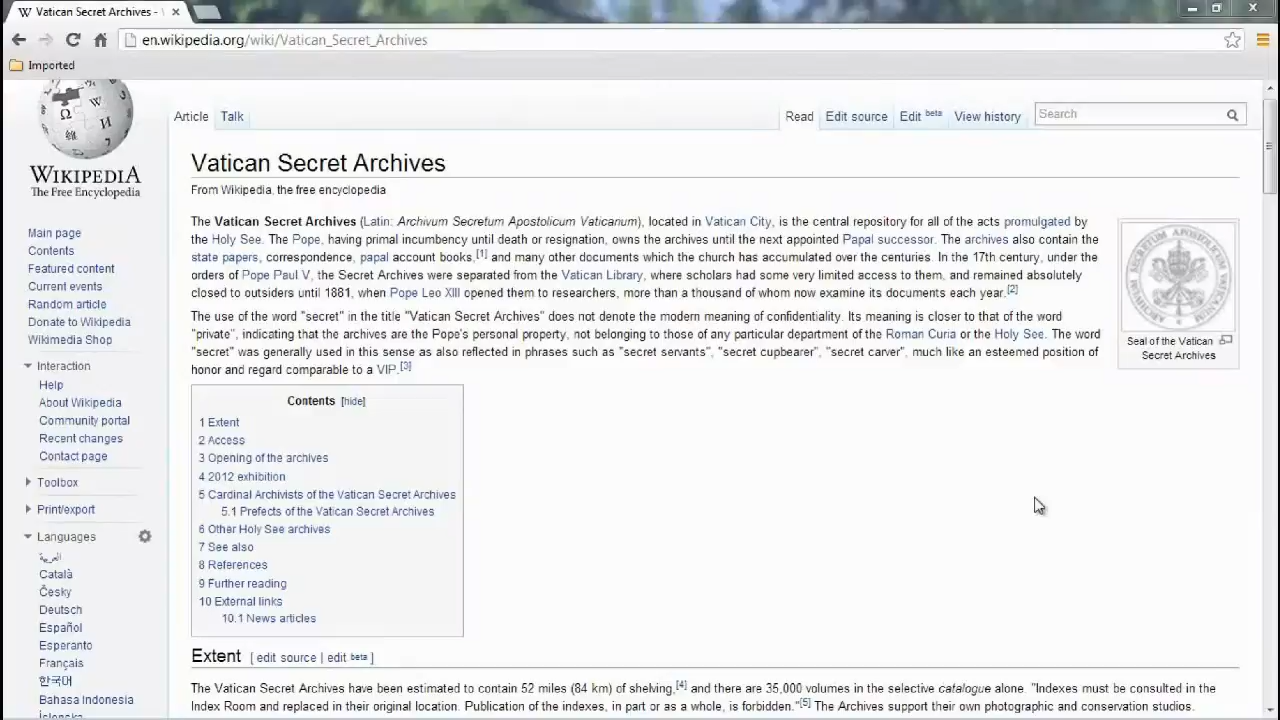 Vatican Secret Archives -
en.wikipedia.org/wiki/Vatican_Secret_Archives
Imported
WIKIPEDIA
The Free Encyclopedia
Main page
Contents
Featured content
Current events
Random article
Donate to Wikipedia
Wikimedia Shop
Interaction
Help
About Wikipedia
Community portal
Recent changes
Contact page
Toolbox
Print/export
Languages
العربية
Català
Česky
Deutsch
Español
Esperanto
Français
한국어
Bahasa Indonesia
Íslenska
Article Talk
Read Edit source Edit beta View history Search
Vatican Secret Archives
From Wikipedia, the free encyclopedia
The Vatican Secret Archives (Latin: Archivum Secretum Apostolicum Vaticanum), located in Vatican City, is the central repository for all of the acts promulgated by
the Holy See. The Pope, having primal incumbency until death or resignation, owns the archives until the next appointed Papal successor. The archives also contain the
state papers, correspondence, papal account books,[1] and many other documents which the church has accumulated over the centuries. In the 17th century, under the
orders of Pope Paul V, the Secret Archives were separated from the Vatican Library, where scholars had some very limited access to them, and remained absolutely
closed to outsiders until 1881, when Pope Leo XIII opened them to researchers, more than a thousand of whom now examine its documents each year.[2]
The use of the word "secret" in the title "Vatican Secret Archives" does not denote the modern meaning of confidentiality. Its meaning is closer to that of the word
"private", indicating that the archives are the Pope's personal property, not belonging to those of any particular department of the Roman Curia or the Holy See. The word
"secret" was generally used in this sense as also reflected in phrases such as "secret servants", "secret cupbearer", "secret carver", much like an esteemed position of
honor and regard comparable to a VIP.[3]
Seal of the Vatican
Secret Archives
Contents [hide]
1 Extent
2 Access
3 Opening of the archives
4 2012 exhibition
5 Cardinal Archivists of the Vatican Secret Archives
5.1 Prefects of the Vatican Secret Archives
6 Other Holy See archives
7 See also
8 References
9 Further reading
10 External links
10.1 News articles
Extent [ edit source | edit beta ]
The Vatican Secret Archives have been estimated to contain 52 miles (84 km) of shelving,[4] and there are 35,000 volumes in the selective catalogue alone. "Indexes must be consulted in the
Index Room and replaced in their original location. Publication of the indexes, in part or as a whole, is forbidden."[5] The Archives support their own photographic and conservation studios.